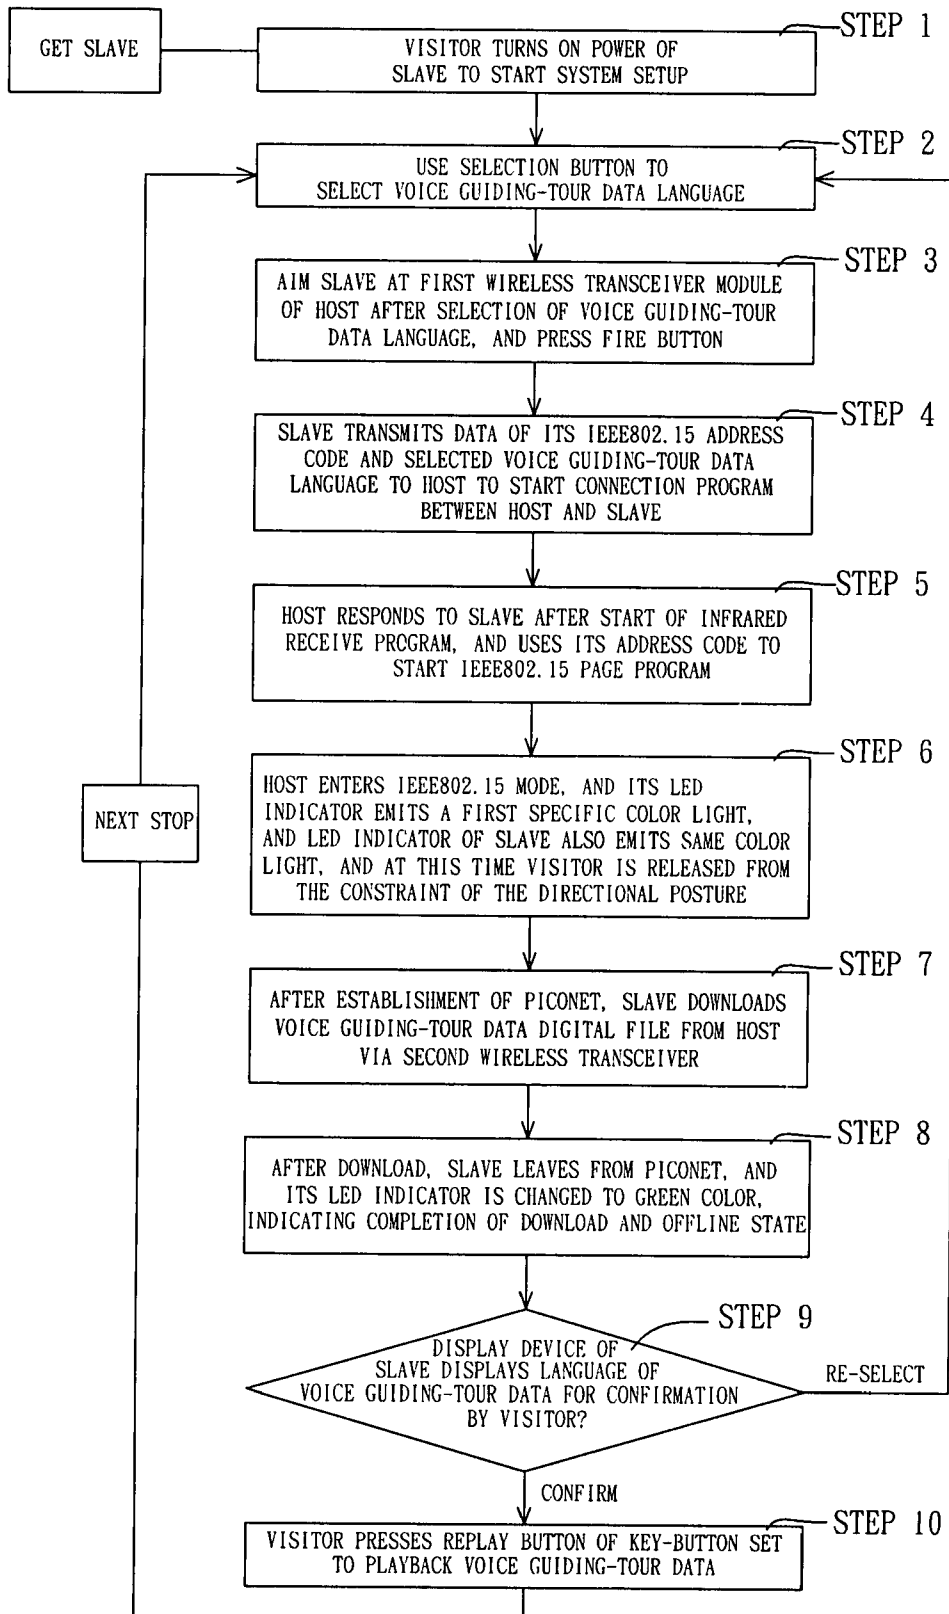 GET SLAVE
STEP 1
VISITOR TURNS ON POWER OF
SLAVE TO START SYSTEM SETUP
STEP 2
USE SELECTION BUTTON TO
SELECT VOICE GUIDING-TOUR DATA LANGUAGE
STEP 3
AIM SLAVE AT FIRST WIRELESS TRANSCEIVER MODULE
OF HOST AFTER SELECTION OF VOICE GUIDING-TOUR
DATA LANGUAGE, AND PRESS FIRE BUTTON
STEP 4
SLAVE TRANSMITS DATA OF ITS IEEE802.15 ADDRESS
CODE AND SELECTED VOICE GUIDING-TOUR DATA
LANGUAGE TO HOST TO START CONNECTION PROGRAM
BETWEEN HOST AND SLAVE
STEP 5
HOST RESPONDS TO SLAVE AFTER START OF INFRARED
RECEIVE PROGRAM, AND USES ITS ADDRESS CODE TO
START IEEE802.15 PAGE PROGRAM
STEP 6
HOST ENTERS IEEE802.15 MODE, AND ITS LED
INDICATOR EMITS A FIRST SPECIFIC COLOR LIGHT,
AND LED INDICATOR OF SLAVE ALSO EMITS SAME COLOR
LIGHT, AND AT THIS TIME VISITOR IS RELEASED FROM
THE CONSTRAINT OF THE DIRECTIONAL POSTURE
NEXT STOP
STEP 7
AFTER ESTABLISHMENT OF PICONET, SLAVE DOWNLOADS
VOICE GUIDING-TOUR DATA DIGITAL FILE FROM HOST
VIA SECOND WIRELESS TRANSCEIVER
STEP 8
AFTER DOWNLOAD, SLAVE LEAVES FROM PICONET, AND
ITS LED INDICATOR IS CHANGED TO GREEN COLOR,
INDICATING COMPLETION OF DOWNLOAD AND OFFLINE STATE
STEP 9
DISPLAY DEVICE OF
SLAVE DISPLAYS LANGUAGE OF
VOICE GUIDING-TOUR DATA FOR CONFIRMATION
BY VISITOR?
RE-SELECT
CONFIRM
STEP 10
VISITOR PRESSES REPLAY BUTTON OF KEY-BUTTON SET
TO PLAYBACK VOICE GUIDING-TOUR DATA